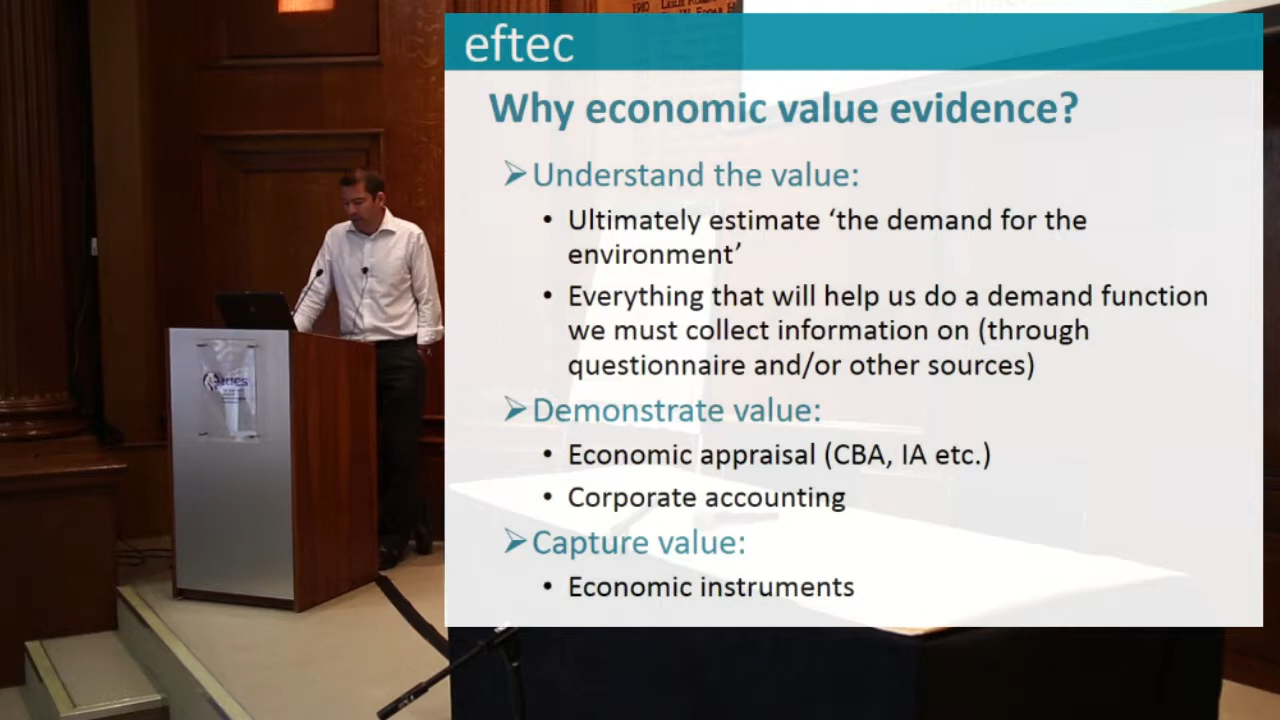 eftec
Why economic value evidence?
➢Understand the value:
• Ultimately estimate ‘the demand for the
environment’
• Everything that will help us do a demand function
we must collect information on (through
questionnaire and/or other sources)
➢Demonstrate value:
• Economic appraisal (CBA, IA etc.)
• Corporate accounting
➢Capture value:
• Economic instruments